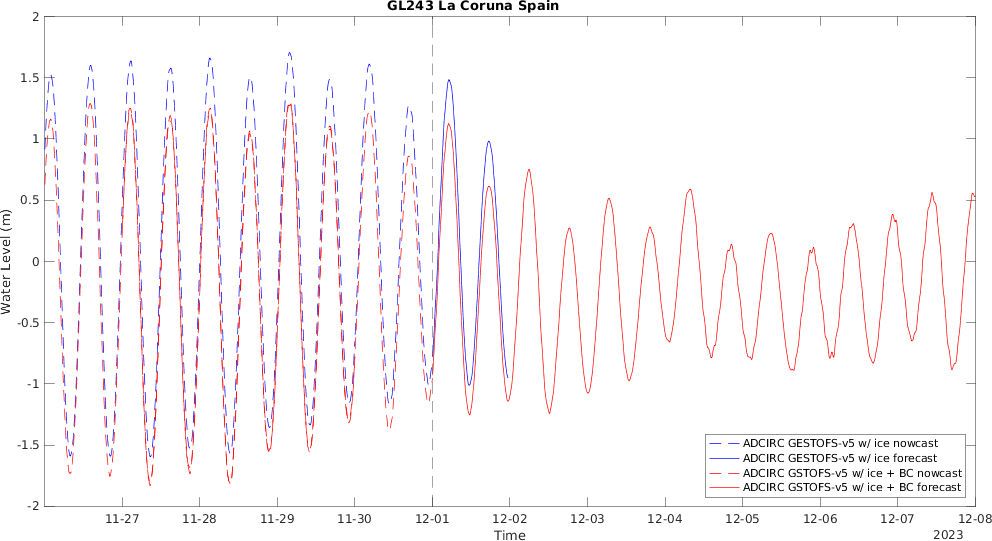 GL243 La Coruna Spain
2
1.5
1
0.5
0
-0.5
-1
-1.5
-2
Water Level (m)
ADCIRC GESTOFS-v5 w/ ice nowcast
ADCIRC GESTOFS-v5 w/ ice forecast
ADCIRC GSTOFS-v5 w/ ice + BC nowcast
ADCIRC GSTOFS-v5 w/ ice + BC forecast
11-27 11-28 11-29 11-30 12-01 12-02 12-03 12-04 12-05 12-06 12-07 12-08
Time
2023